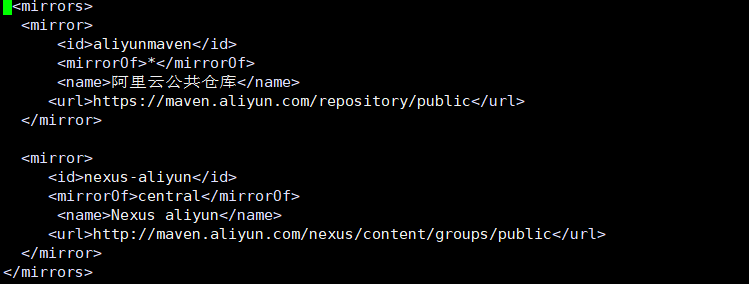 <mirrors>
<mirror>
<id>aliyunmaven</id>
<mirrorOf>*</mirrorOf>
<name>阿里云公共仓库</name>
<url>https://maven.aliyun.com/repository/public</url>
</mirror>
<mirror>
<id>nexus-aliyun</id>
<mirrorOf>central</mirrorOf>
<name>Nexus aliyun</name>
<url>http://maven.aliyun.com/nexus/content/groups/public</url>
</mirror>
</mirrors>